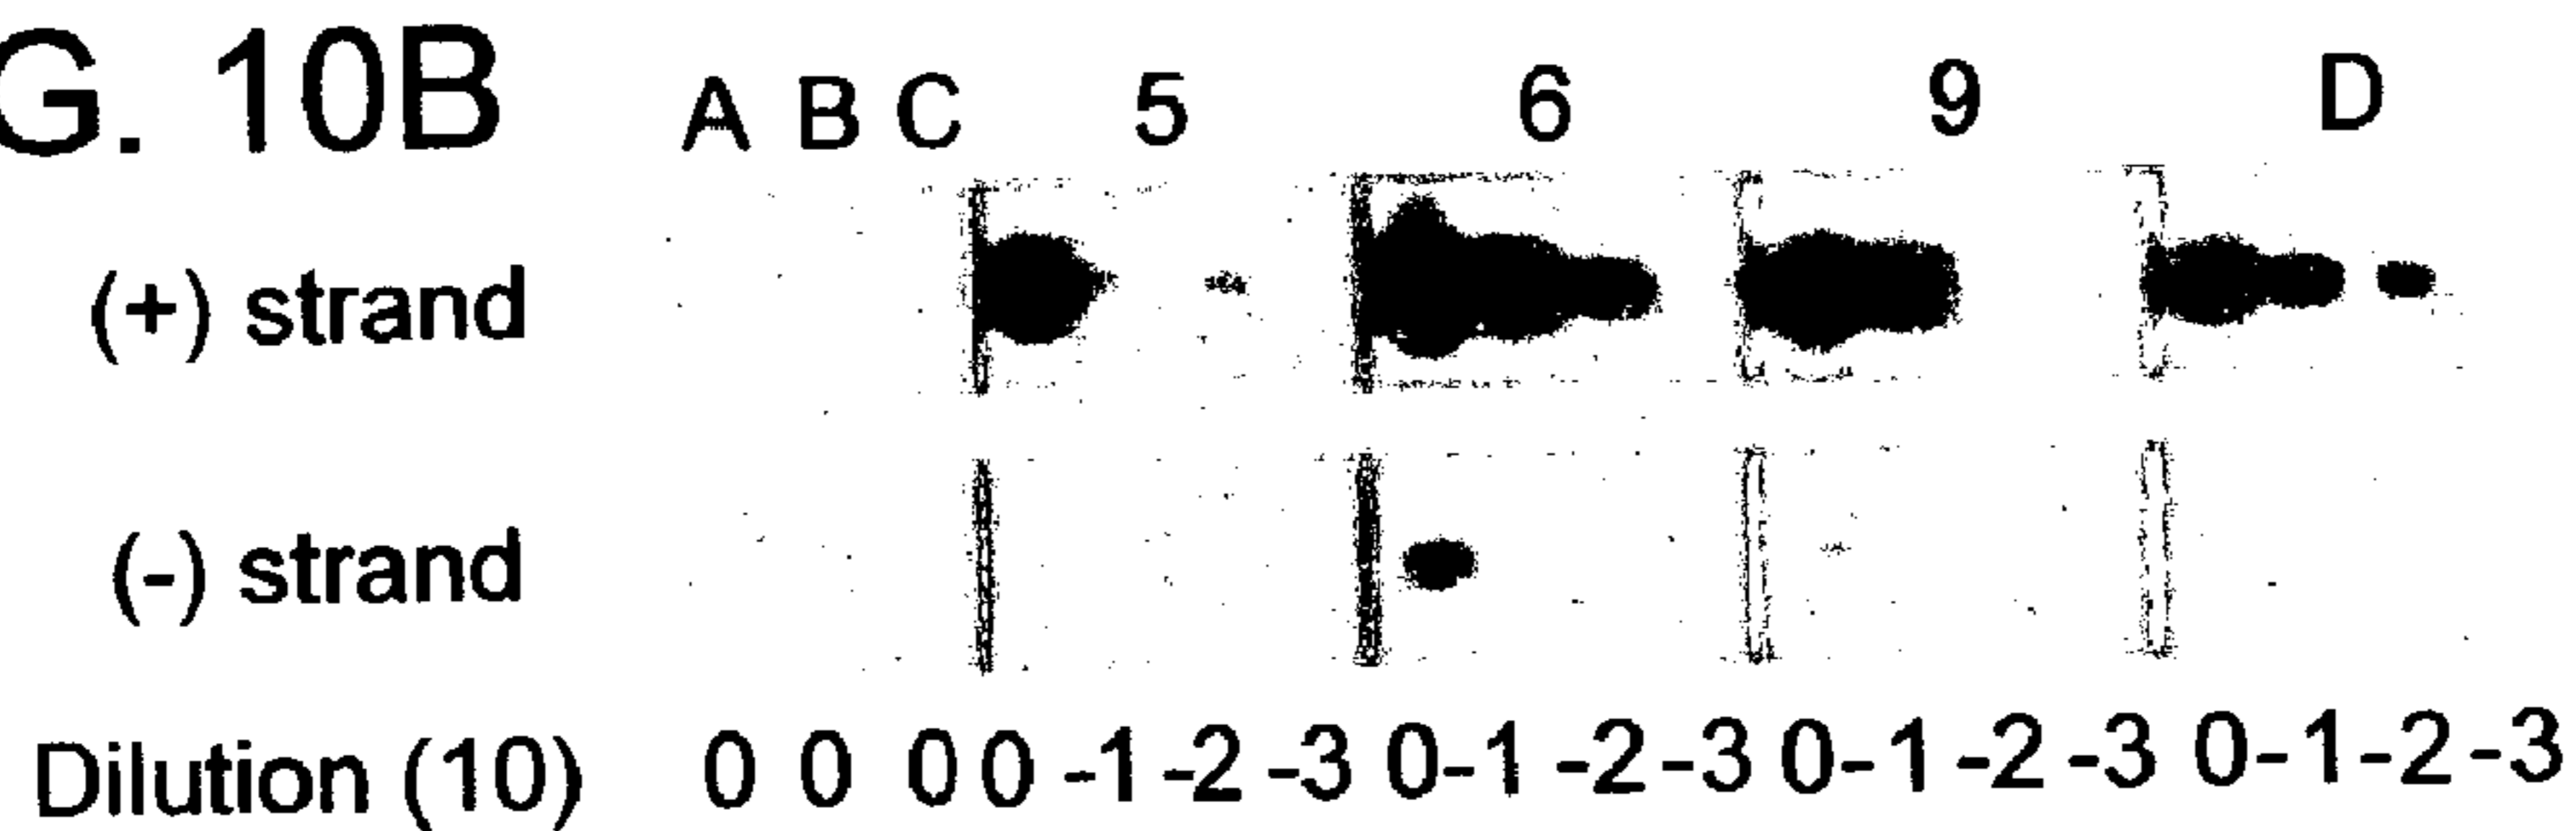 G. 10B
A B C 5 6 9 D
(+) strand
(-) strand
Dilution (10) 0 0 0 0 -1 -2 -3 0 -1 -2 -3 0 -1 -2 -3 0 -1 -2 -3